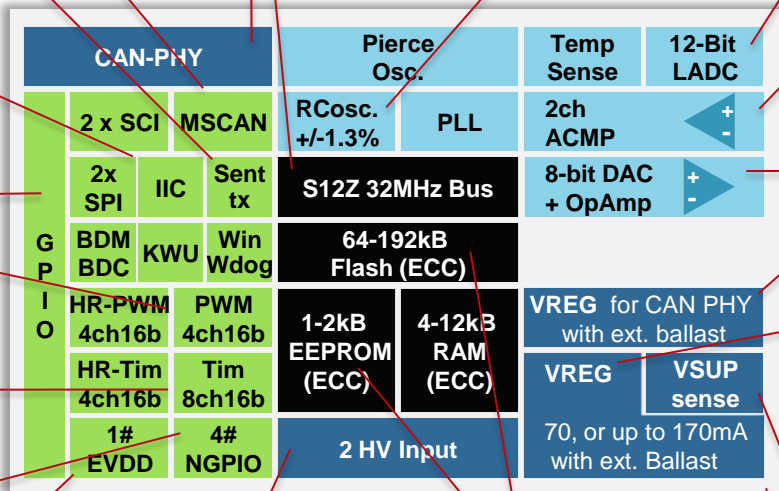 CAN-PHY
Pierce
Osc.
Temp
Sense
12-Bit
LADC
2 x SCI
MSCAN
RCosc.
+/-1.3%
PLL
2ch
ACMP
+
-
2x
SPI
IIC
Sent
tx
S12Z 32MHz Bus
8-bit DAC
+ OpAmp
+
-
GPIO
BDM
BDC
KWU
Win
Wdog
64-192kB
Flash (ECC)
HR-PWM
4ch16b
PWM
4ch16b
1-2kB
EEPROM
(ECC)
4-12kB
RAM
(ECC)
VREG for CAN PHY
with ext. ballast
HR-Tim
4ch16b
Tim
8ch16b
VREG
VSUP
sense
1#
EVDD
4#
NGPIO
2 HV Input
70, or up to 170mA
with ext. Ballast